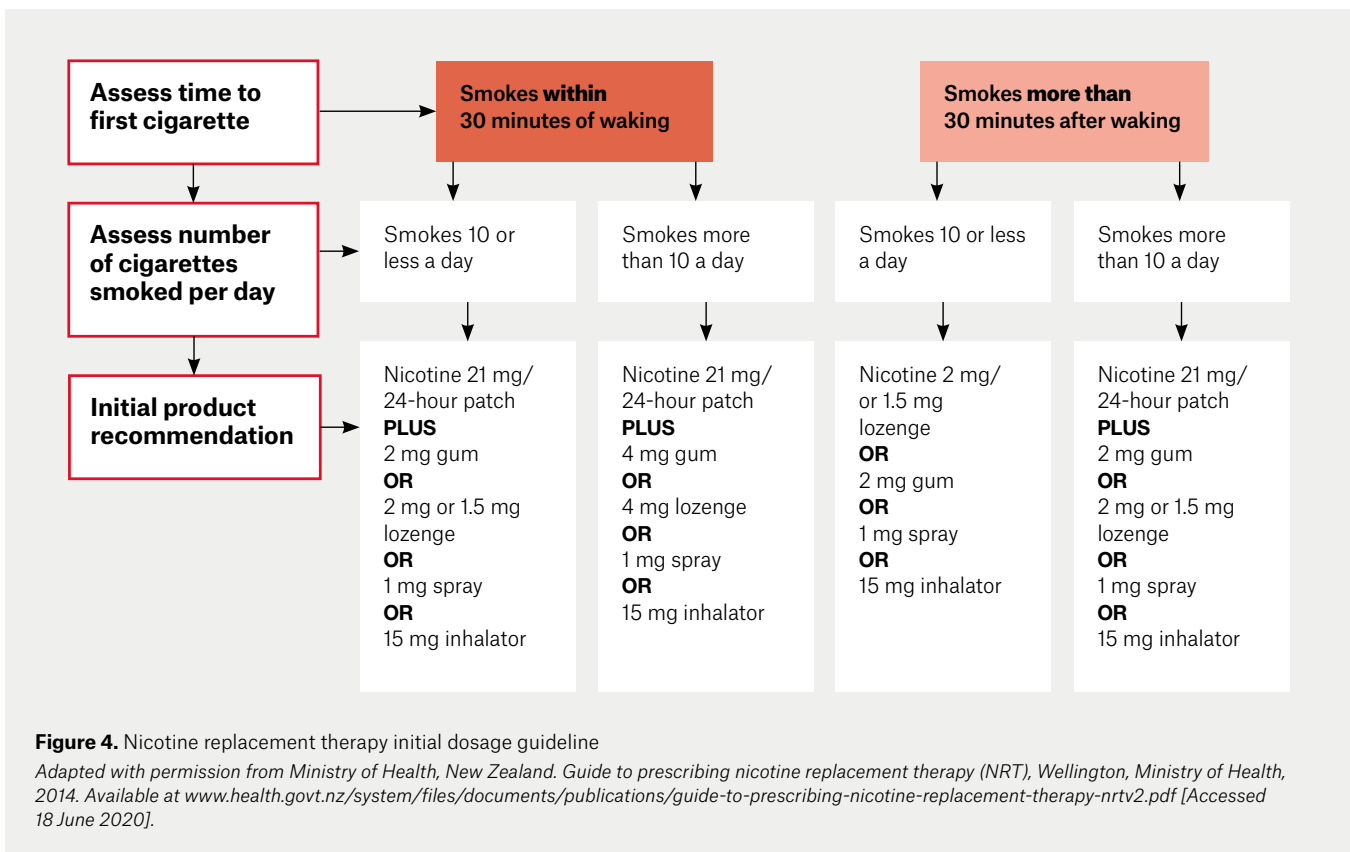 Assess time to
first cigarette
Smokes within
30 minutes of waking
Smokes more than
30 minutes after waking
Assess number
of cigarettes
smoked per day
Smokes 10 or
less a day
Smokes more
than 10 a day
Smokes 10 or less
a day
Smokes more
than 10 a day
Initial product
recommendation
Nicotine 21 mg/
24-hour patch
PLUS
2 mg gum
OR
2 mg or 1.5 mg
lozenge
OR
1 mg spray
OR
15 mg inhalator
Nicotine 21 mg/
24-hour patch
PLUS
4 mg gum
OR
4 mg lozenge
OR
1 mg spray
OR
15 mg inhalator
Nicotine 2 mg/
or 1.5 mg
lozenge
OR
2 mg gum
OR
1 mg spray
OR
15 mg inhalator
Nicotine 21 mg/
24-hour patch
PLUS
2 mg gum
OR
2 mg or 1.5 mg
lozenge
OR
1 mg spray
OR
15 mg inhalator
Figure 4. Nicotine replacement therapy initial dosage guideline
Adapted with permission from Ministry of Health, New Zealand. Guide to prescribing nicotine replacement therapy (NRT), Wellington, Ministry of Health,
2014. Available at www.health.govt.nz/system/files/documents/publications/guide-to-prescribing-nicotine-replacement-therapy-nrtv2.pdf [Accessed
18 June 2020].